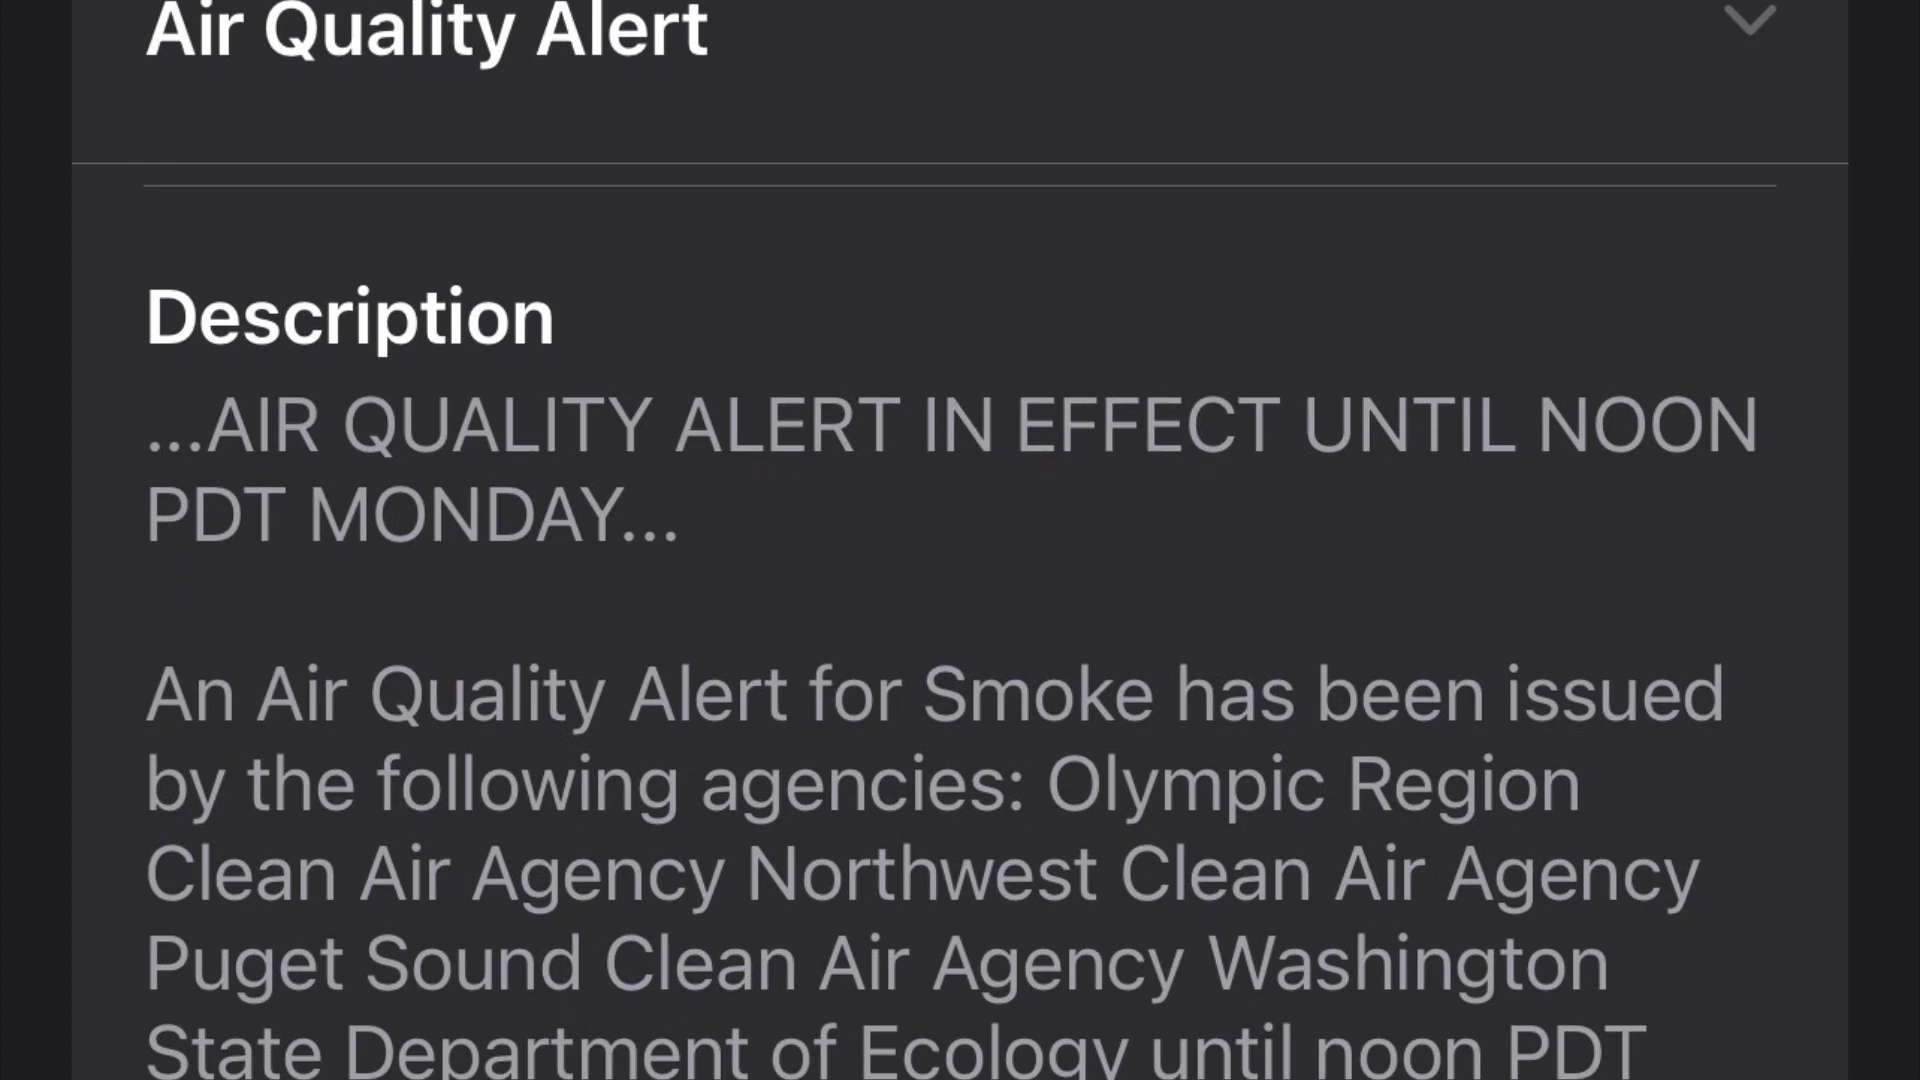 Air Quality Alert
Description
...AIR QUALITY ALERT IN EFFECT UNTIL NOON
PDT MONDAY...
An Air Quality Alert for Smoke has been issued
by the following agencies: Olympic Region
Clean Air Agency Northwest Clean Air Agency
Puget Sound Clean Air Agency Washington
State Department of Ecology until noon PDT